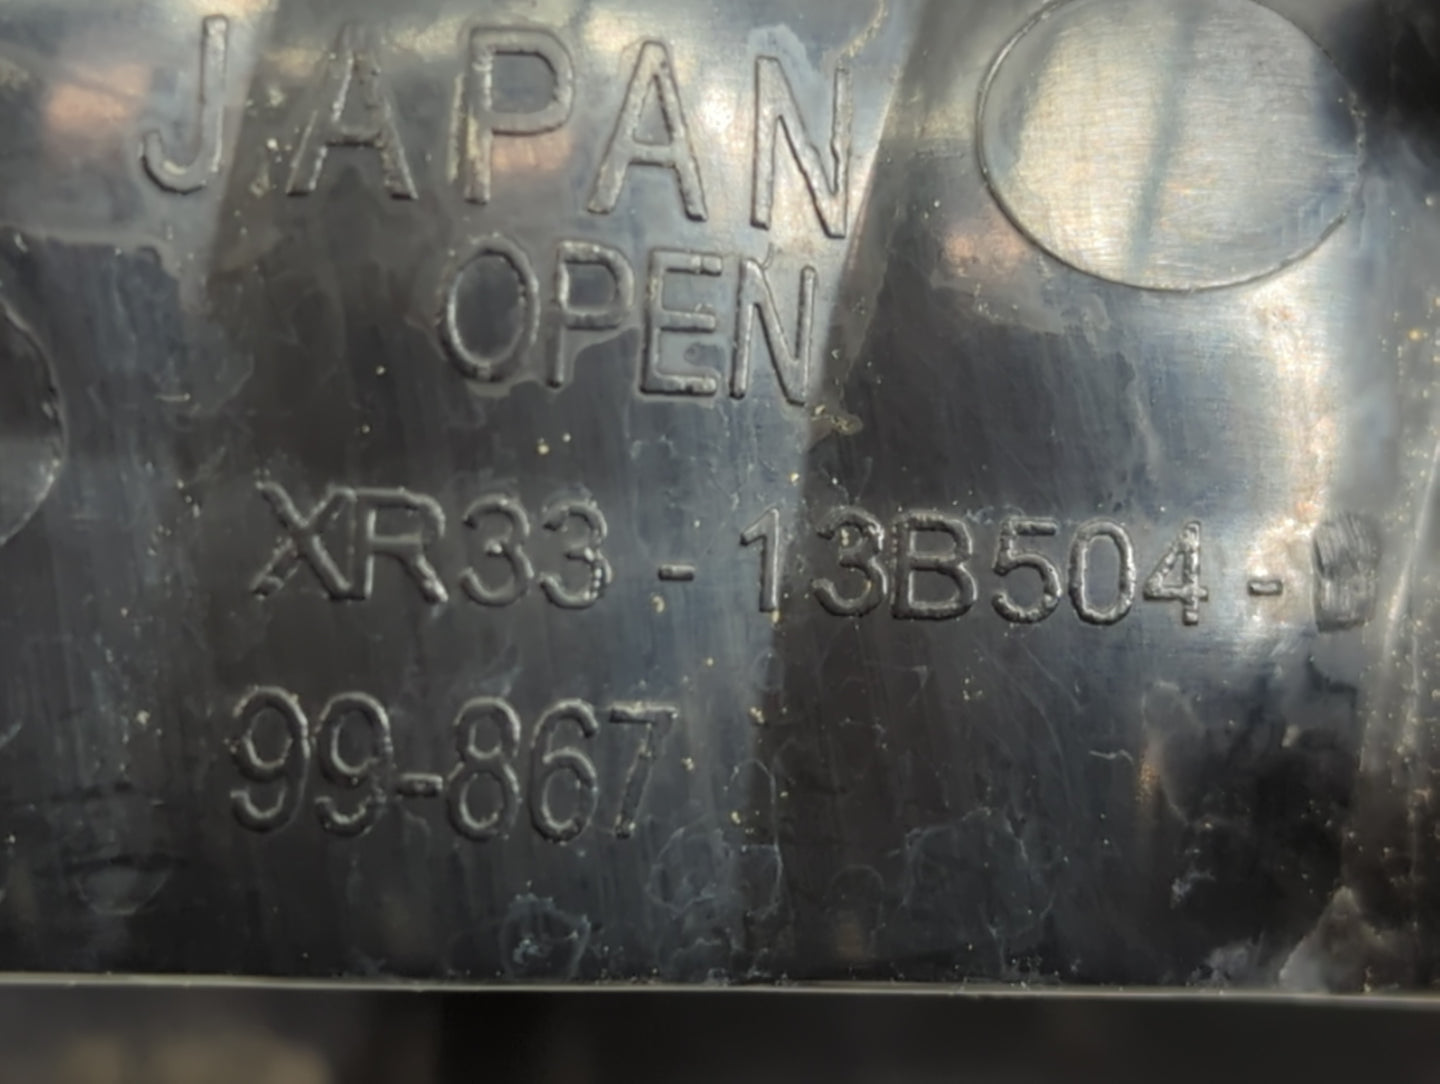 JAPAN
OPEN
XR33-13B504-
99-867